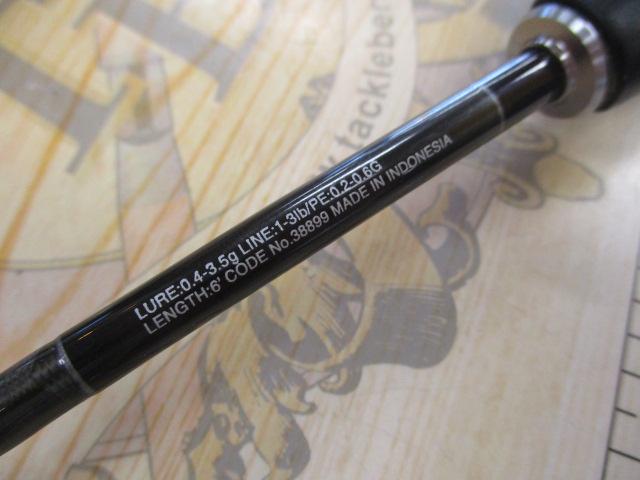 LURE:0.4-3.5g LINE:1-3lb/PE:0.2-0.6G
LENGTH:6' CODE No.38899 MADE IN INDONESIA
tackleber